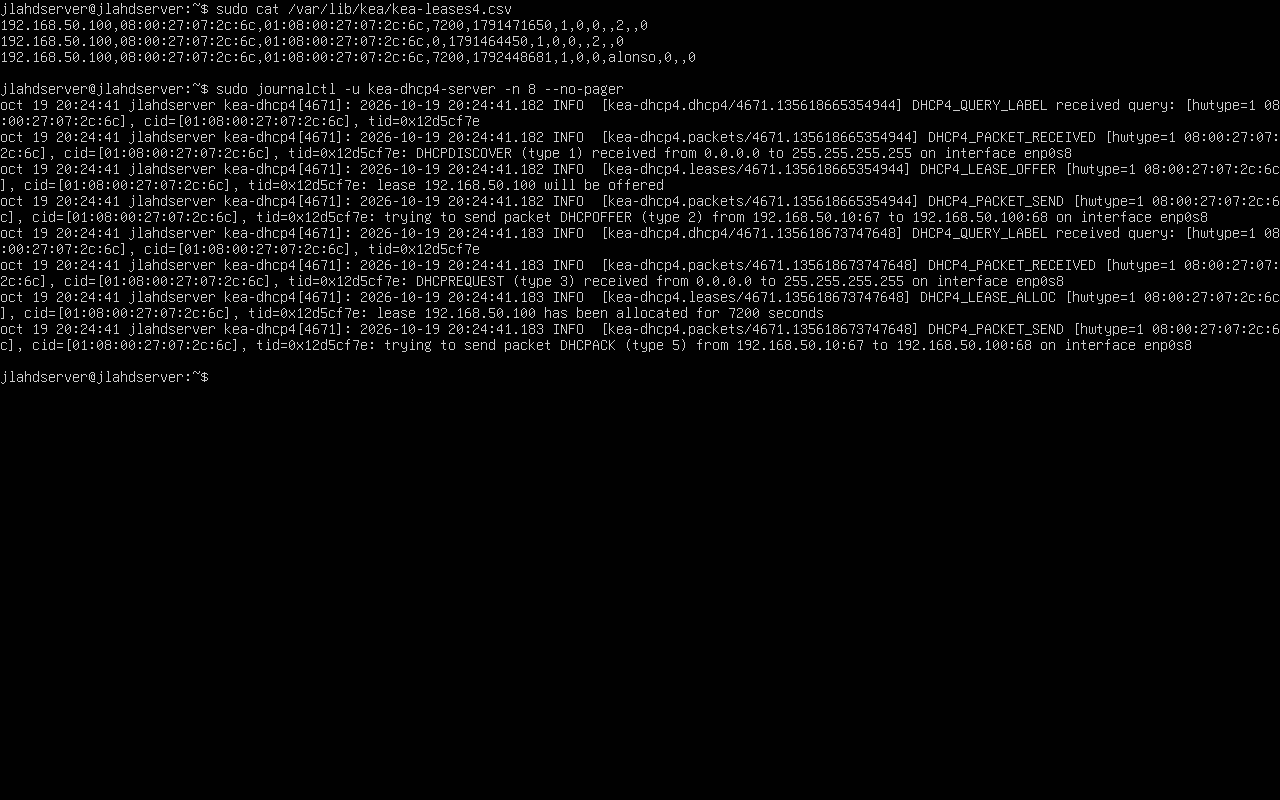 jlahdserver@jlahdserver:~$ sudo cat /var/lib/kea/kea-leases4.csv
192.168.50.100,08:00:27:07:2c:6c,01:08:00:27:07:2c:6c,7200,1791471650,1,0,0,,2,,0
192.168.50.100,08:00:27:07:2c:6c,01:08:00:27:07:2c:6c,0,1791464450,1,0,0,,2,,0
192.168.50.100,08:00:27:07:2c:6c,01:08:00:27:07:2c:6c,7200,1792448681,1,0,0,alonso,0,,0
jlahdserver@jlahdserver:~$ sudo journalctl -u kea-dhcp4-server -n 8 --no-pager
oct 19 20:24:41 jlahdserver kea-dhcp4[4671]: 2026-10-19 20:24:41.182 INFO  [kea-dhcp4.dhcp4/4671.135618665354944] DHCP4_QUERY_LABEL received query: [hwtype=1 08
:00:27:07:2c:6c], cid=[01:08:00:27:07:2c:6c], tid=0x12d5cf7e
oct 19 20:24:41 jlahdserver kea-dhcp4[4671]: 2026-10-19 20:24:41.182 INFO  [kea-dhcp4.packets/4671.135618665354944] DHCP4_PACKET_RECEIVED [hwtype=1 08:00:27:07:
2c:6c], cid=[01:08:00:27:07:2c:6c], tid=0x12d5cf7e: DHCPDISCOVER (type 1) received from 0.0.0.0 to 255.255.255.255 on interface enp0s8
oct 19 20:24:41 jlahdserver kea-dhcp4[4671]: 2026-10-19 20:24:41.182 INFO  [kea-dhcp4.leases/4671.135618665354944] DHCP4_LEASE_OFFER [hwtype=1 08:00:27:07:2c:6c
], cid=[01:08:00:27:07:2c:6c], tid=0x12d5cf7e: lease 192.168.50.100 will be offered
oct 19 20:24:41 jlahdserver kea-dhcp4[4671]: 2026-10-19 20:24:41.182 INFO  [kea-dhcp4.packets/4671.135618665354944] DHCP4_PACKET_SEND [hwtype=1 08:00:27:07:2c:6
c], cid=[01:08:00:27:07:2c:6c], tid=0x12d5cf7e: trying to send packet DHCPOFFER (type 2) from 192.168.50.10:67 to 192.168.50.100:68 on interface enp0s8
oct 19 20:24:41 jlahdserver kea-dhcp4[4671]: 2026-10-19 20:24:41.183 INFO  [kea-dhcp4.dhcp4/4671.135618673747648] DHCP4_QUERY_LABEL received query: [hwtype=1 08
:00:27:07:2c:6c], cid=[01:08:00:27:07:2c:6c], tid=0x12d5cf7e
oct 19 20:24:41 jlahdserver kea-dhcp4[4671]: 2026-10-19 20:24:41.183 INFO  [kea-dhcp4.packets/4671.135618673747648] DHCP4_PACKET_RECEIVED [hwtype=1 08:00:27:07:
2c:6c], cid=[01:08:00:27:07:2c:6c], tid=0x12d5cf7e: DHCPREQUEST (type 3) received from 0.0.0.0 to 255.255.255.255 on interface enp0s8
oct 19 20:24:41 jlahdserver kea-dhcp4[4671]: 2026-10-19 20:24:41.183 INFO  [kea-dhcp4.leases/4671.135618673747648] DHCP4_LEASE_ALLOC [hwtype=1 08:00:27:07:2c:6c
], cid=[01:08:00:27:07:2c:6c], tid=0x12d5cf7e: lease 192.168.50.100 has been allocated for 7200 seconds
oct 19 20:24:41 jlahdserver kea-dhcp4[4671]: 2026-10-19 20:24:41.183 INFO  [kea-dhcp4.packets/4671.135618673747648] DHCP4_PACKET_SEND [hwtype=1 08:00:27:07:2c:6
c], cid=[01:08:00:27:07:2c:6c], tid=0x12d5cf7e: trying to send packet DHCPACK (type 5) from 192.168.50.10:67 to 192.168.50.100:68 on interface enp0s8
jlahdserver@jlahdserver:~$